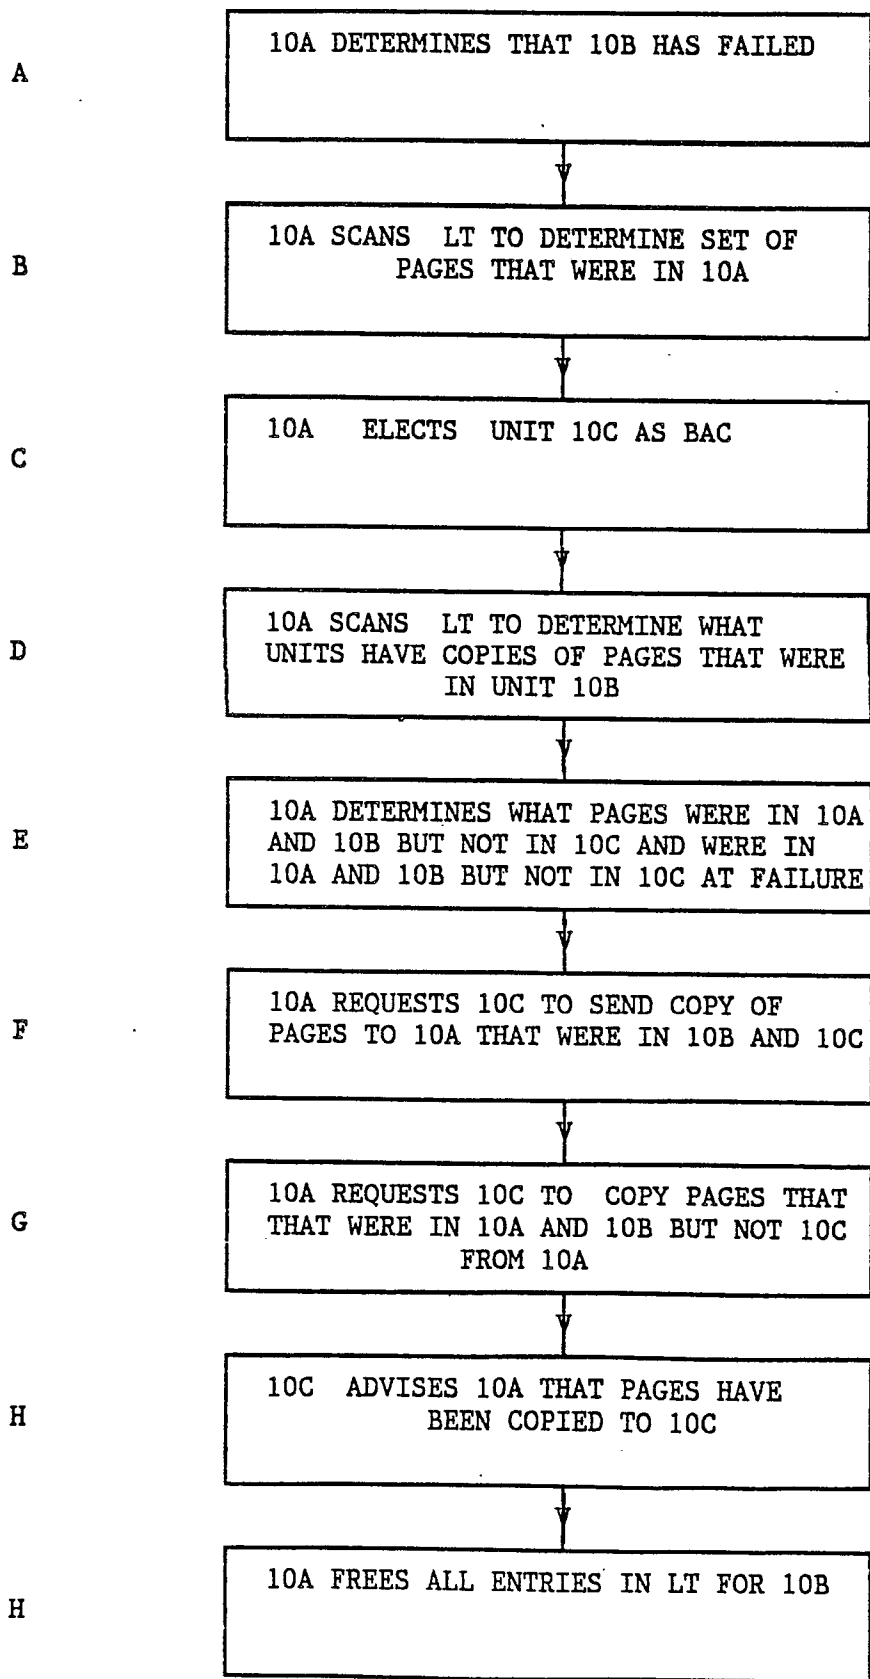 A
10A DETERMINES THAT 10B HAS FAILED
B
10A SCANS LT TO DETERMINE SET OF
PAGES THAT WERE IN 10A
C
10A ELECTS UNIT 10C AS BAC
D
10A SCANS LT TO DETERMINE WHAT
UNITS HAVE COPIES OF PAGES THAT WERE
IN UNIT 10B
E
10A DETERMINES WHAT PAGES WERE IN 10A
AND 10B BUT NOT IN 10C AND WERE IN
10A AND 10B BUT NOT IN 10C AT FAILURE
F
10A REQUESTS 10C TO SEND COPY OF
PAGES TO 10A THAT WERE IN 10B AND 10C
G
10A REQUESTS 10C TO COPY PAGES THAT
THAT WERE IN 10A AND 10B BUT NOT 10C
FROM 10A
H
10C ADVISES 10A THAT PAGES HAVE
BEEN COPIED TO 10C
H
10A FREES ALL ENTRIES IN LT FOR 10B